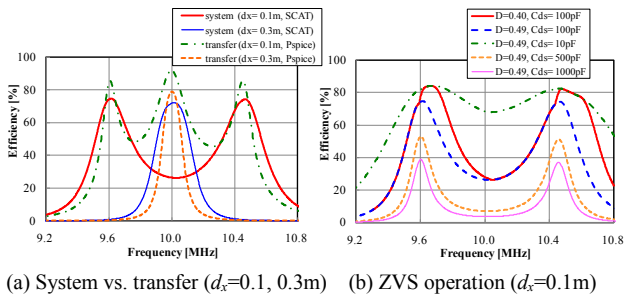 system (dx= 0.1m, SCAT)
system (dx= 0.3m, SCAT)
transfer (dx= 0.1m, Pspice)
transfer (dx= 0.3m, Pspice)
100
80
60
40
20
0
Efficiency [%]
9.2 9.6 10.0 10.4 10.8
Frequency [MHz]
D=0.40, Cds= 100pF
D=0.49, Cds= 100pF
D=0.49, Cds= 10pF
D=0.49, Cds= 500pF
D=0.49, Cds= 1000pF
100
80
60
40
20
0
Efficiency [%]
9.2 9.6 10.0 10.4 10.8
Frequency [MHz]
(a) System vs. transfer (dx=0.1, 0.3m) (b) ZVS operation (dx=0.1m)